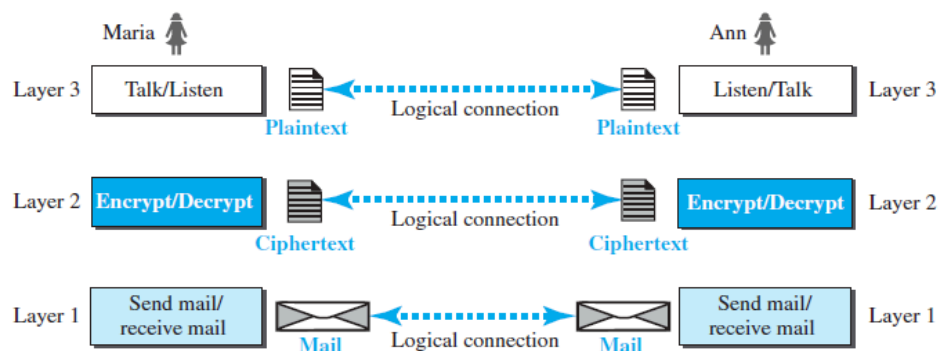 Maria
Ann
Layer 3
Talk/Listen
Plaintext
Logical connection
Plaintext
Listen/Talk
Layer 3
Layer 2
Encrypt/Decrypt
Ciphertext
Logical connection
Ciphertext
Encrypt/Decrypt
Layer 2
Layer 1
Send mail/
receive mail
Mail
Logical connection
Mail
Send mail/
receive mail
Layer 1